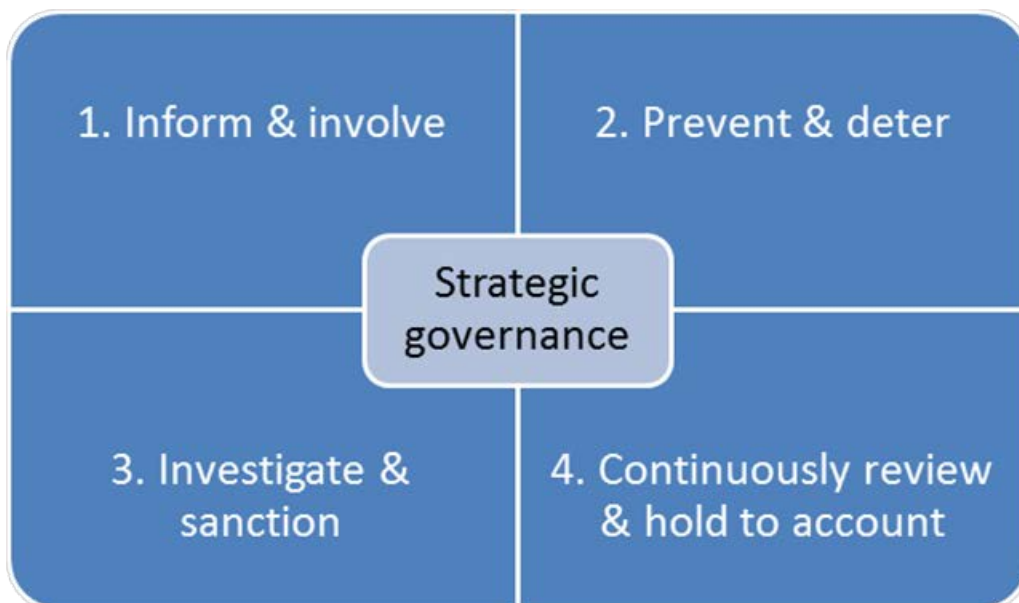 1. Inform & involve
2. Prevent & deter
Strategic
governance
3. Investigate &
sanction
4. Continuously review
& hold to account